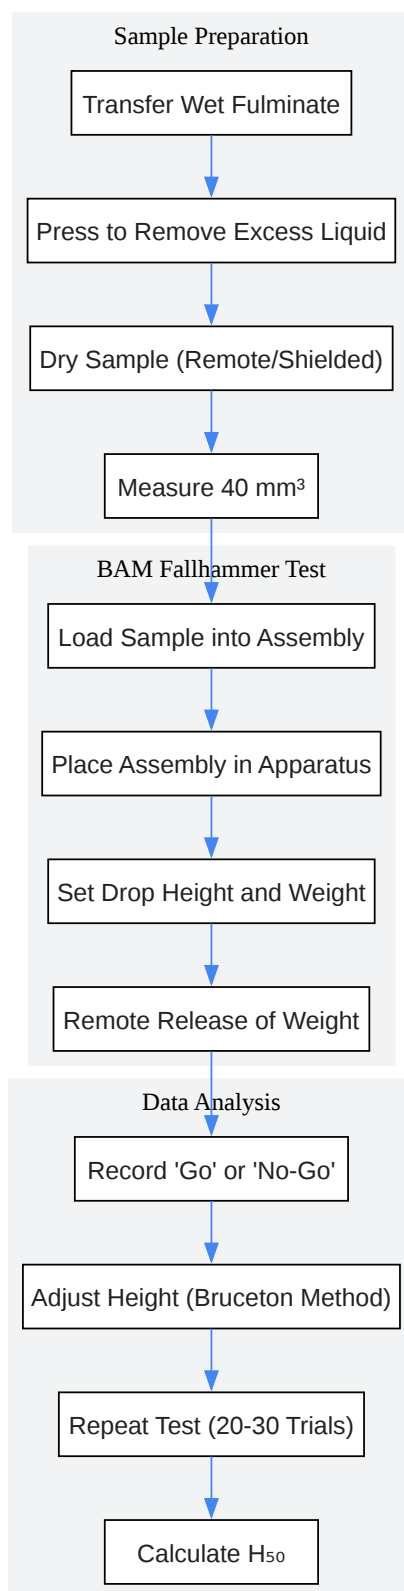 Sample Preparation
Transfer Wet Fulminate
Press to Remove Excess Liquid
Dry Sample (Remote/Shielded)
Measure 40 mm³
BAM Fallhammer Test
Load Sample into Assembly
Place Assembly in Apparatus
Set Drop Height and Weight
Remote Release of Weight
Data Analysis
Record 'Go' or 'No-Go'
Adjust Height (Bruceton Method)
Repeat Test (20-30 Trials)
Calculate H₅₀